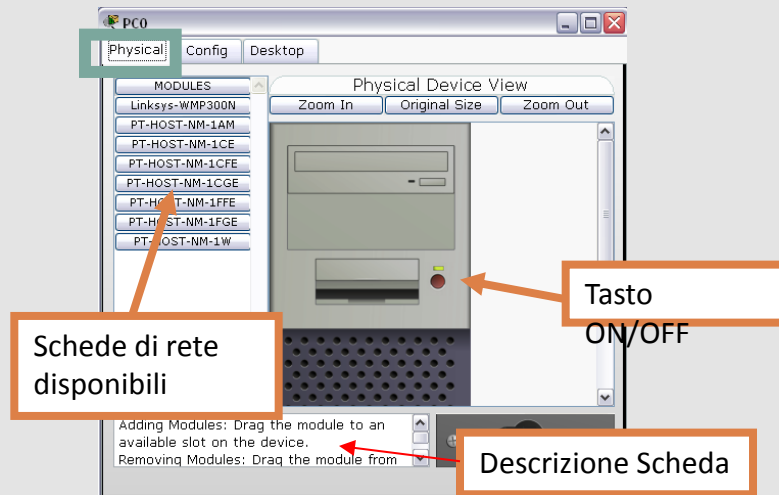 PC0
Physical Config Desktop
MODULES
Linksys-WMP300N
PT-HOST-NM-1AM
PT-HOST-NM-1CE
PT-HOST-NM-1CFE
PT-HOST-NM-1CGE
PT-HOST-NM-1FFE
PT-HOST-NM-1FGE
PT-HOST-NM-1W
Physical Device View
Zoom In Original Size Zoom Out
Tasto
ON/OFF
Schede di rete
disponibili
Adding Modules: Drag the module to an
available slot on the device.
Removing Modules: Drag the module from
Descrizione Scheda